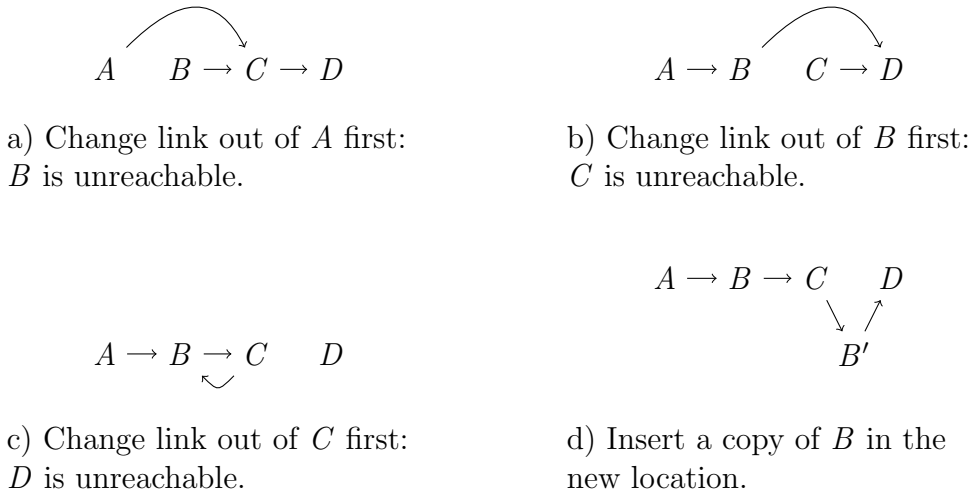 A B → C → D
a) Change link out of A first:
B is unreachable.
A → B C → D
b) Change link out of B first:
C is unreachable.
A → B → C D
c) Change link out of C first:
D is unreachable.
A → B → C D
B′
d) Insert a copy of B in the
new location.